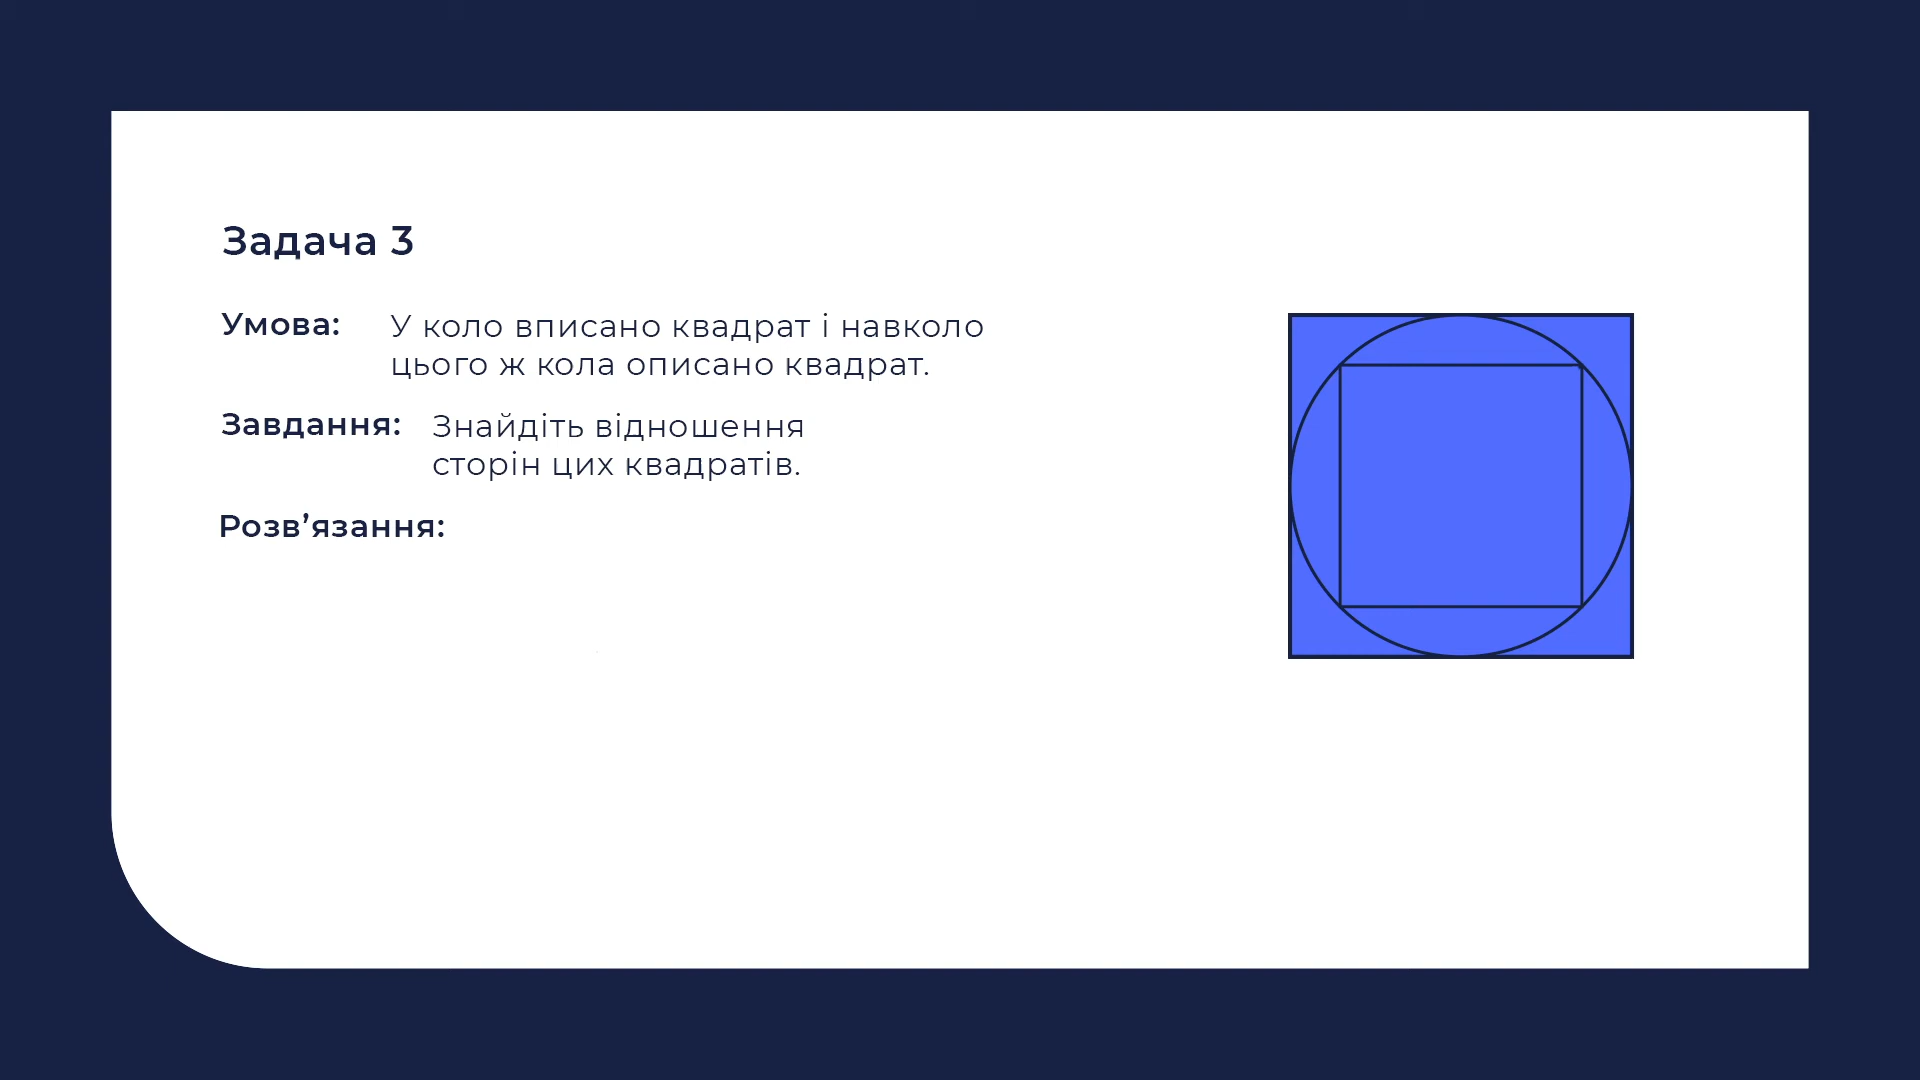 Задача 3
Умова: У коло вписано квадрат і навколо
цього ж кола описано квадрат.
Завдання: Знайдіть відношення
сторін цих квадратів.
Розв’язання: